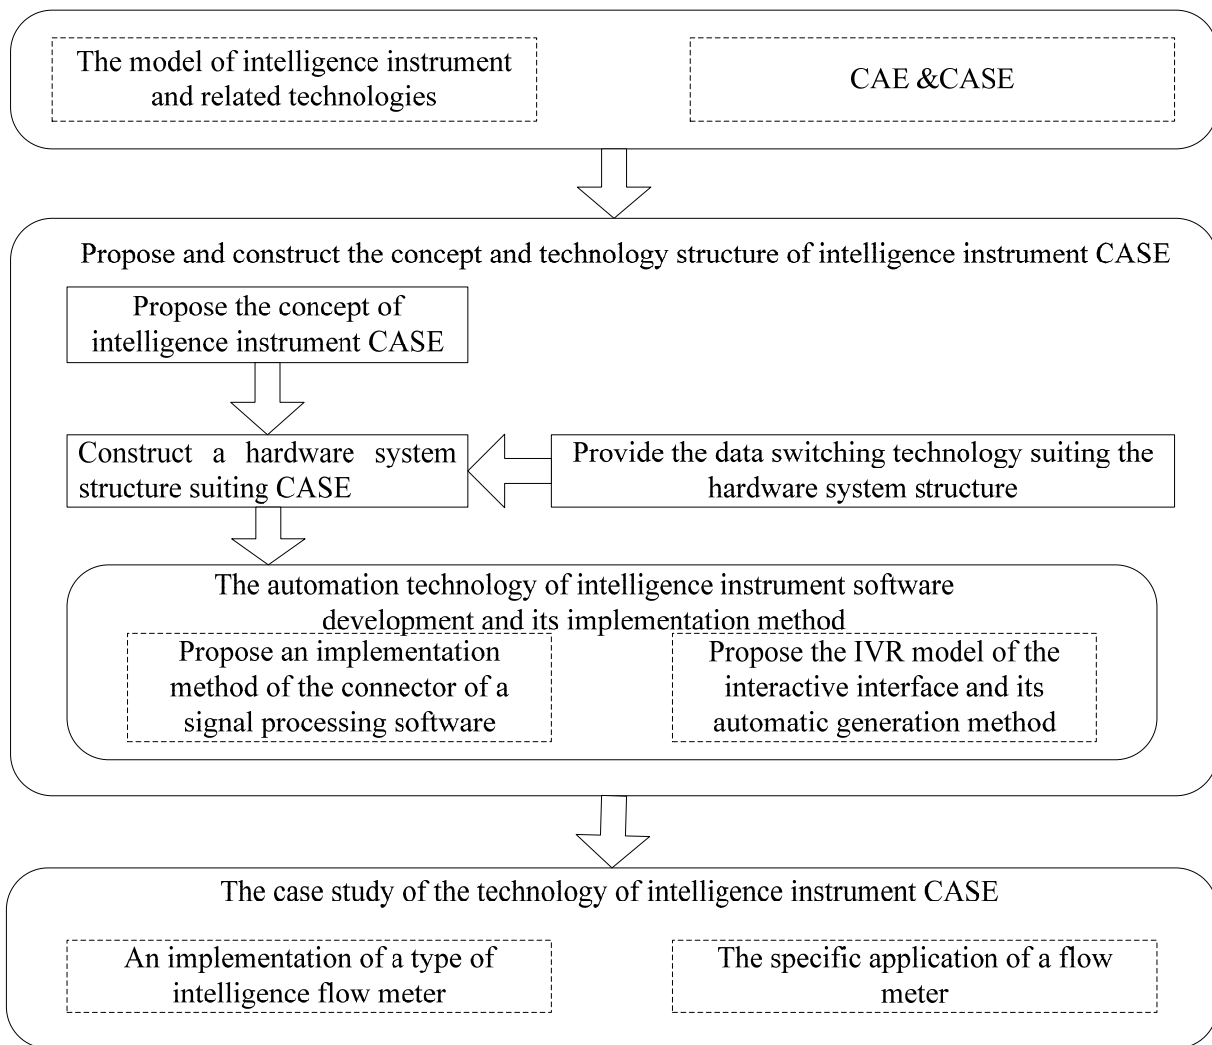 The model of intelligence instrument
and related technologies
CAE &CASE
Propose and construct the concept and technology structure of intelligence instrument CASE
Propose the concept of
intelligence instrument CASE
Construct a hardware system
structure suiting CASE
Provide the data switching technology suiting the
hardware system structure
The automation technology of intelligence instrument software
development and its implementation method
Propose an implementation
method of the connector of a
signal processing software
Propose the IVR model of the
interactive interface and its
automatic generation method
The case study of the technology of intelligence instrument CASE
An implementation of a type of
intelligence flow meter
The specific application of a flow
meter